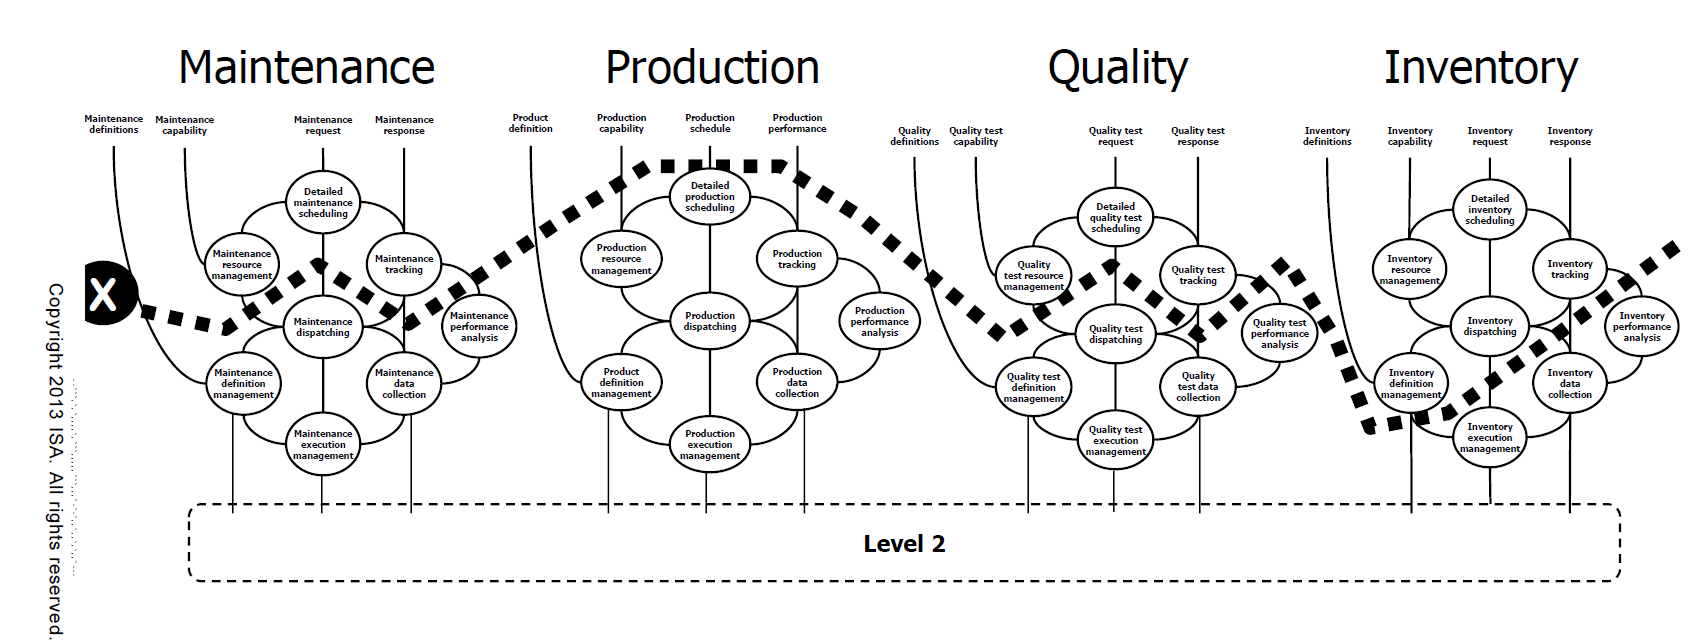 Maintenance
Production
Quality
Inventory
Maintenance
definitions
Maintenance
capability
Maintenance
request
Maintenance
response
Product
definition
Production
capability
Production
schedule
Production
performance
Quality
definitions
Quality test
capability
Quality test
request
Quality test
response
Inventory
definitions
Inventory
capability
Inventory
request
Inventory
response
Detailed
maintenance
scheduling
Maintenance
resource
management
Maintenance
tracking
Maintenance
dispatching
Maintenance
performance
analysis
Maintenance
definition
management
Maintenance
data
collection
Maintenance
execution
management
Detailed
production
scheduling
Production
resource
management
Production
tracking
Production
dispatching
Production
performance
analysis
Product
definition
management
Production
data
collection
Production
execution
management
Detailed
quality test
scheduling
Quality
test resource
management
Quality test
tracking
Quality test
dispatching
Quality test
performance
analysis
Quality test
definition
management
Quality
test data
collection
Quality test
execution
management
Detailed
inventory
scheduling
Inventory
resource
management
Inventory
tracking
Inventory
dispatching
Inventory
performance
analysis
Inventory
definition
management
Inventory
data
collection
Inventory
execution
management
X
Level 2
Copyright 2013 ISA. All rights reserved.